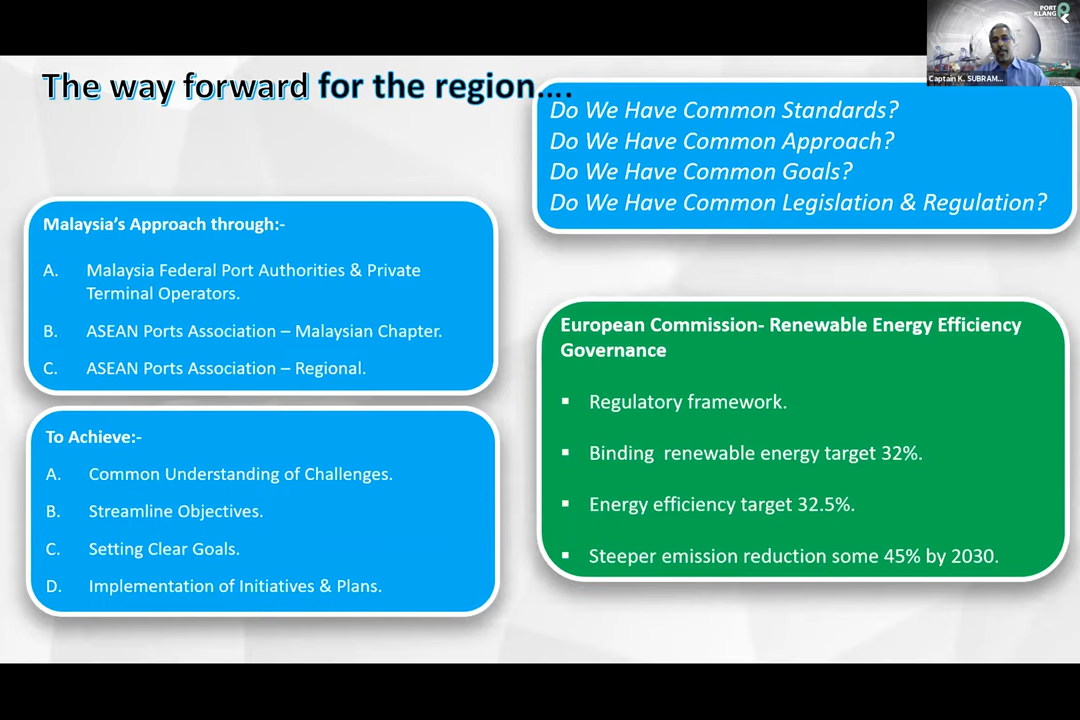 The way forward for the region....
PORT
KLANG
Captain K. SUBRAM...
Do We Have Common Standards?
Do We Have Common Approach?
Do We Have Common Goals?
Do We Have Common Legislation & Regulation?
Malaysia's Approach through:-
A. Malaysia Federal Port Authorities & Private
Terminal Operators.
B. ASEAN Ports Association – Malaysian Chapter.
C. ASEAN Ports Association – Regional.
To Achieve:-
A. Common Understanding of Challenges.
B. Streamline Objectives.
C. Setting Clear Goals.
D. Implementation of Initiatives & Plans.
European Commission- Renewable Energy Efficiency
Governance
▪ Regulatory framework.
▪ Binding renewable energy target 32%.
▪ Energy efficiency target 32.5%.
▪ Steeper emission reduction some 45% by 2030.